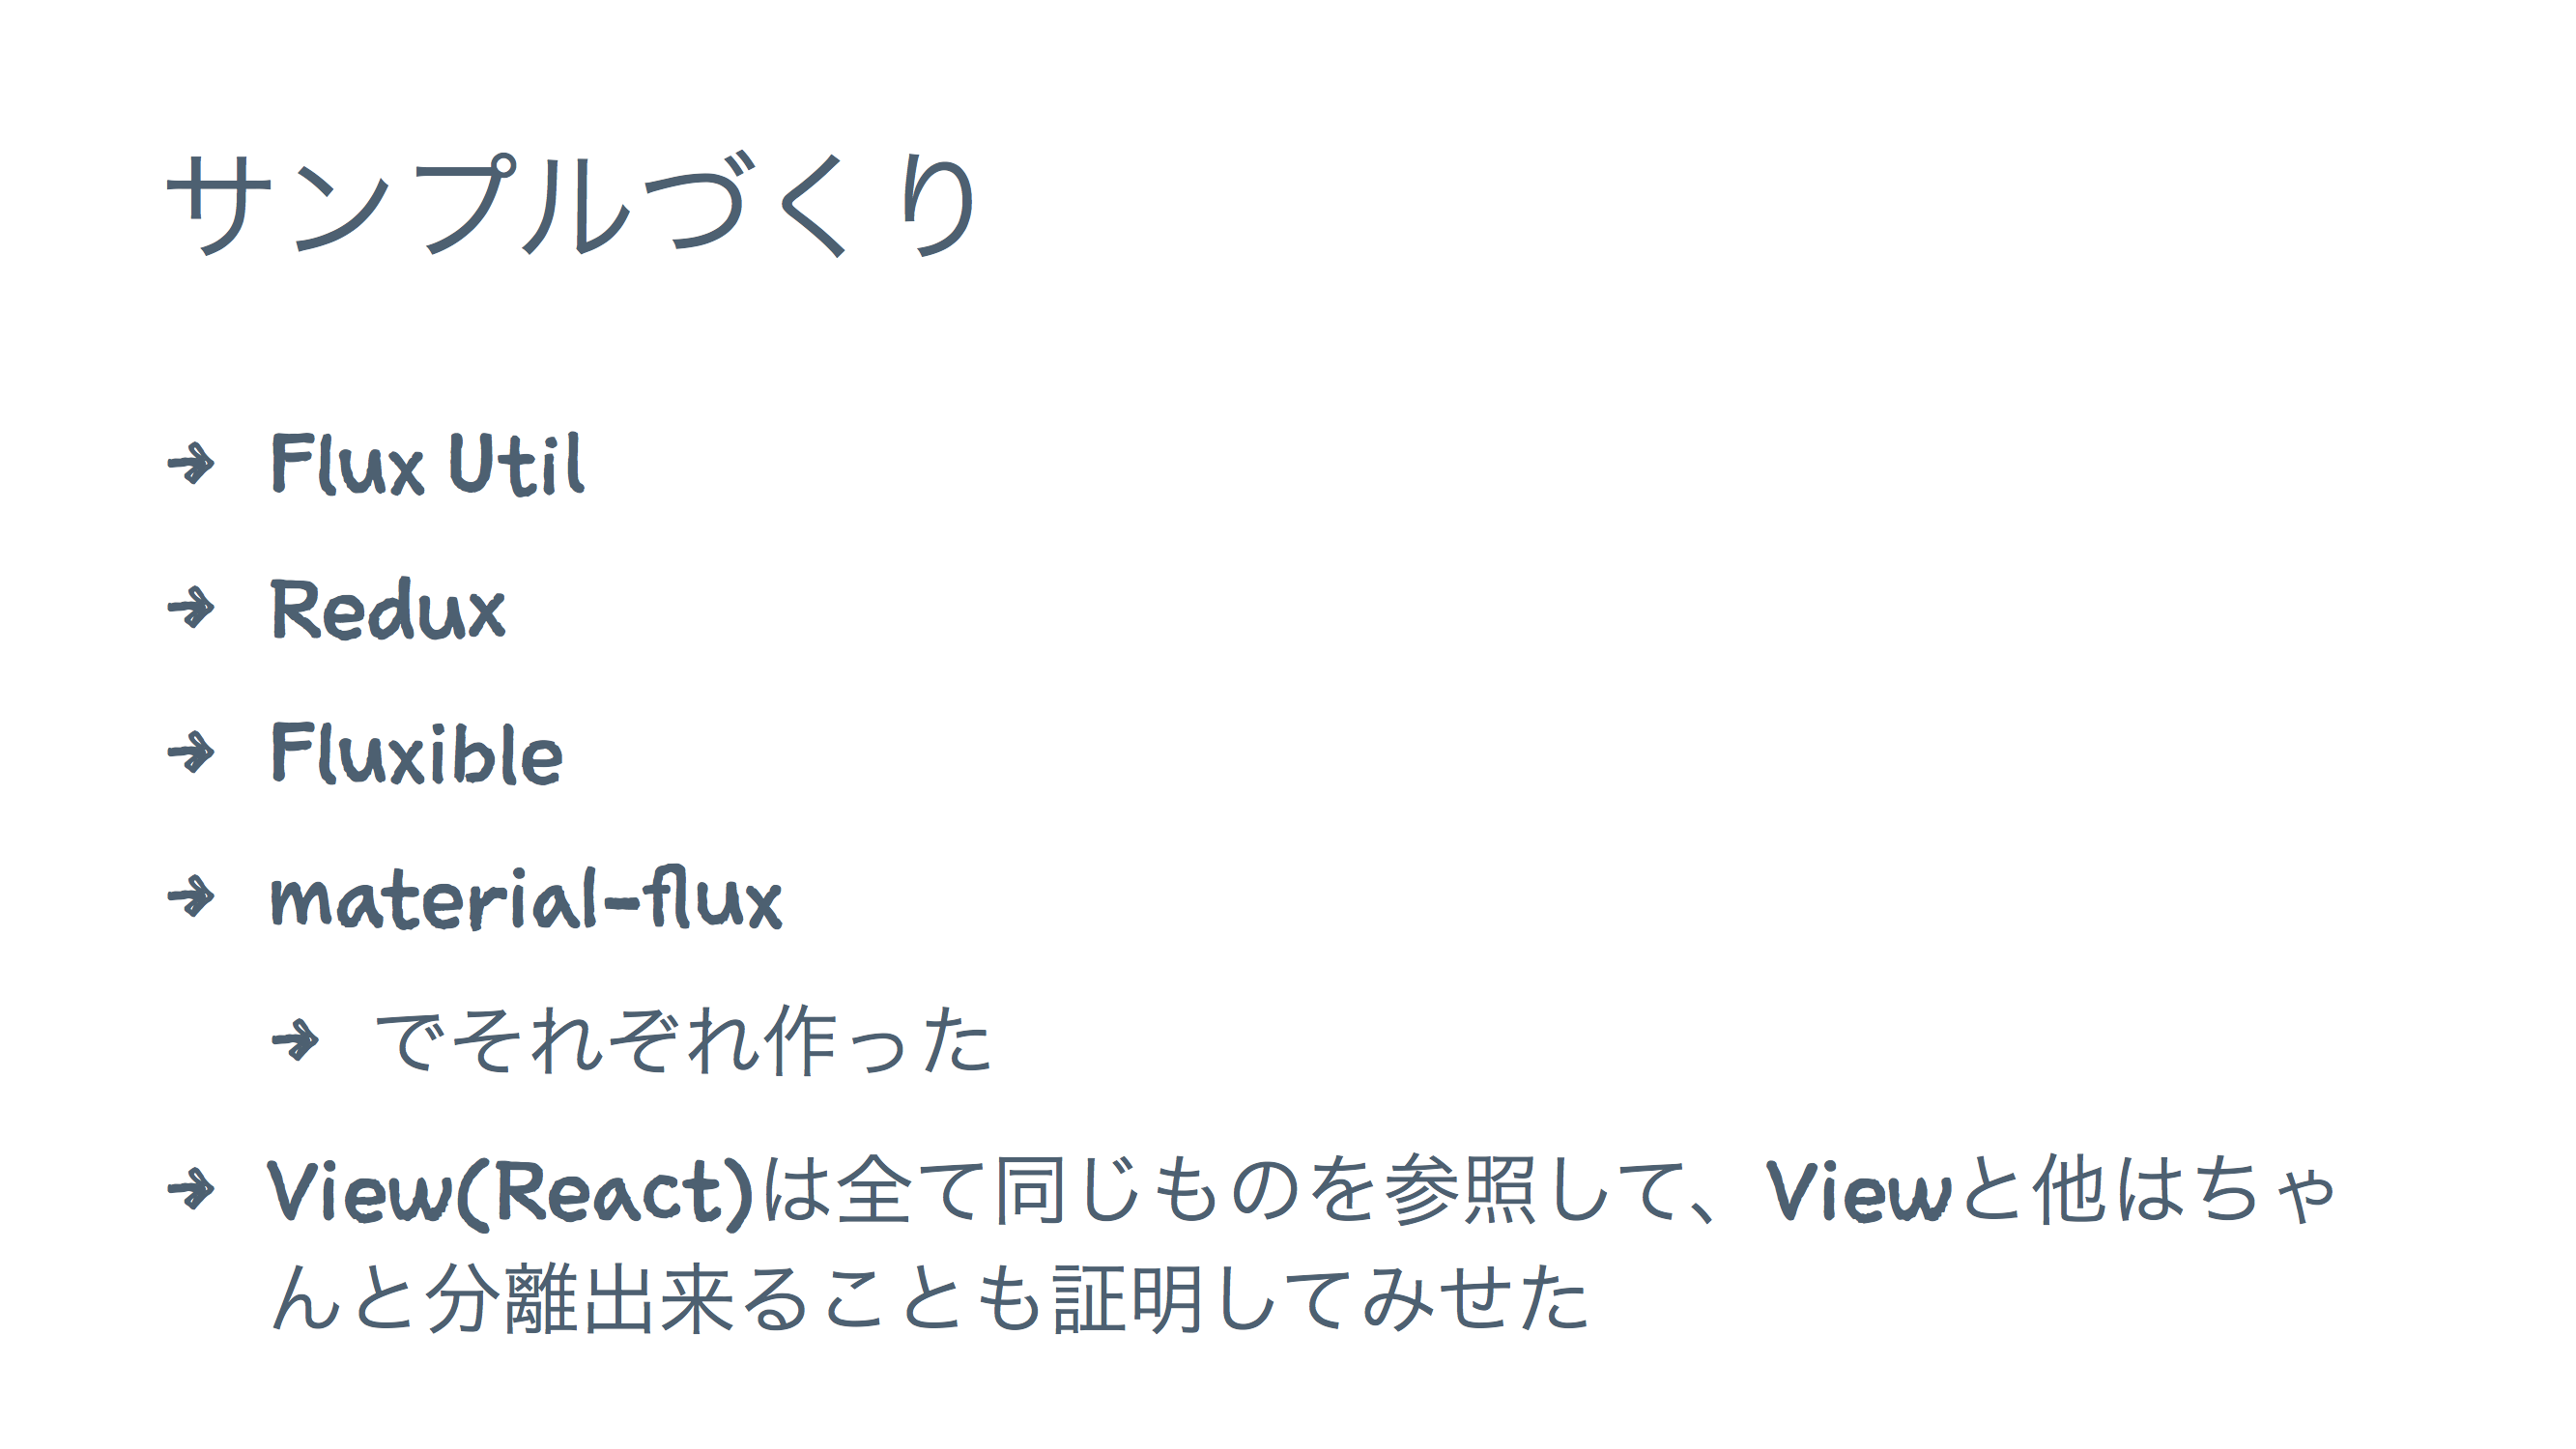 サンプルづくり
→ Flux Util
→ Redux
→ Fluxible
→ material-flux
→ でそれぞれ作った
→ View(React)は全て同じものを参照して、Viewと他はちゃ
んと分離出来ることも証明してみせた